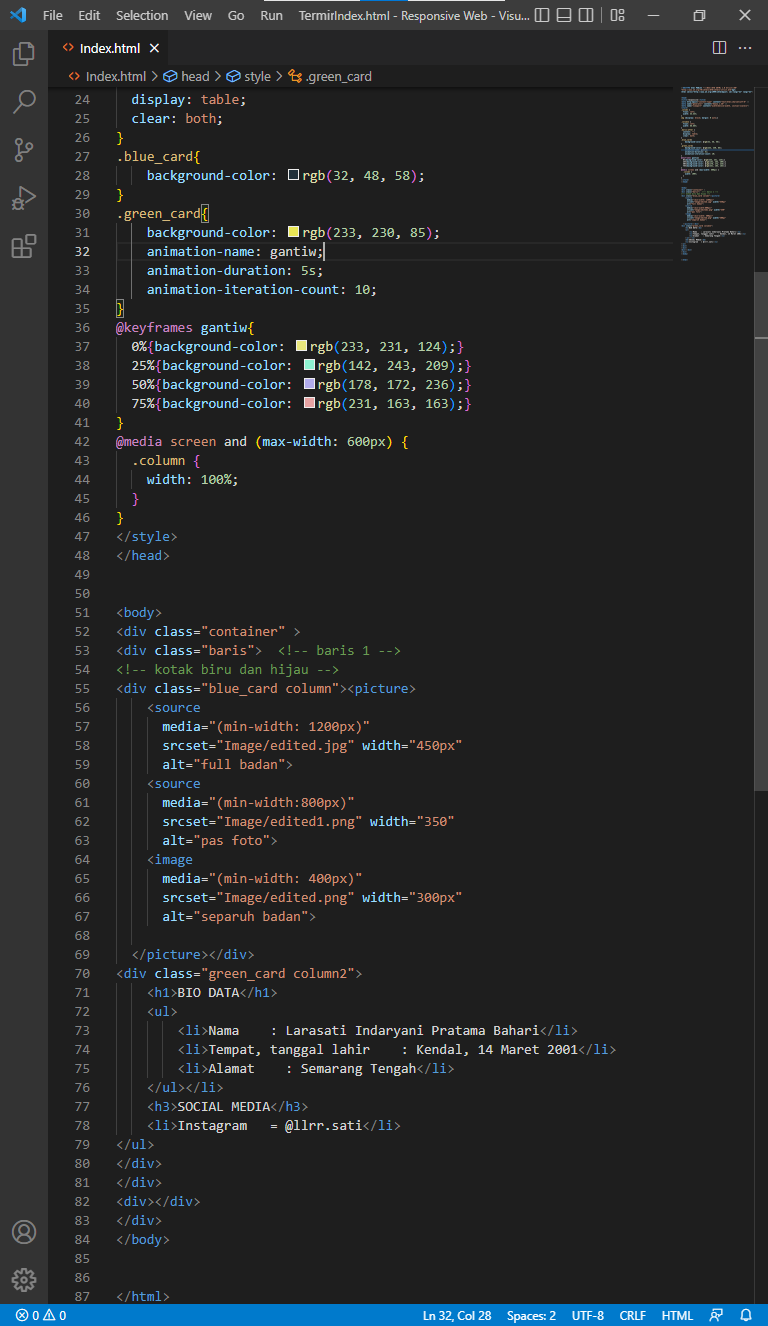 File Edit Selection View Go Run TerminIndex.html - Responsive Web - Visu...
Index.html
Index.html > head > style > .green_card
24 display: table;
25 clear: both;
26 }
27 .blue_card{
28 background-color: rgb(32, 48, 58);
29 }
30 .green_card{
31 background-color: rgb(233, 230, 85);
32 animation-name: gantiw;
33 animation-duration: 5s;
34 animation-iteration-count: 10;
35 }
36 @keyframes gantiw{
37 0%{background-color: rgb(233, 231, 124);}
38 25%{background-color: rgb(142, 243, 209);}
39 50%{background-color: rgb(178, 172, 236);}
40 75%{background-color: rgb(231, 163, 163);}
41 }
42 @media screen and (max-width: 600px) {
43 .column {
44 width: 100%;
45 }
46 }
47 </style>
48 </head>
49
50
51 <body>
52 <div class="container" >
53 <div class="baris">  <!-- baris 1 -->
54 <!-- kotak biru dan hijau -->
55 <div class="blue_card column"><picture>
56 <source
57 media="(min-width: 1200px)"
58 srcset="Image/edited.jpg" width="450px"
59 alt="full badan">
60 <source
61 media="(min-width:800px)"
62 srcset="Image/edited1.png" width="350"
63 alt="pas foto">
64 <image
65 media="(min-width: 400px)"
66 srcset="Image/edited.png" width="300px"
67 alt="separuh badan">
68
69 </picture></div>
70 <div class="green_card column2">
71 <h1>BIO DATA</h1>
72 <ul>
73 <li>Nama    : Larasati Indaryani Pratama Bahari</li>
74 <li>Tempat, tanggal lahir    : Kendal, 14 Maret 2001</li>
75 <li>Alamat    : Semarang Tengah</li>
76 </ul></li>
77 <h3>SOCIAL MEDIA</h3>
78 <li>Instagram   = @llrr.sati</li>
79 </ul>
80 </div>
81 </div>
82 <div></div>
83 </div>
84 </body>
85
86
87 </html>
0 0 Ln 32, Col 28 Spaces: 2 UTF-8 CRLF HTML